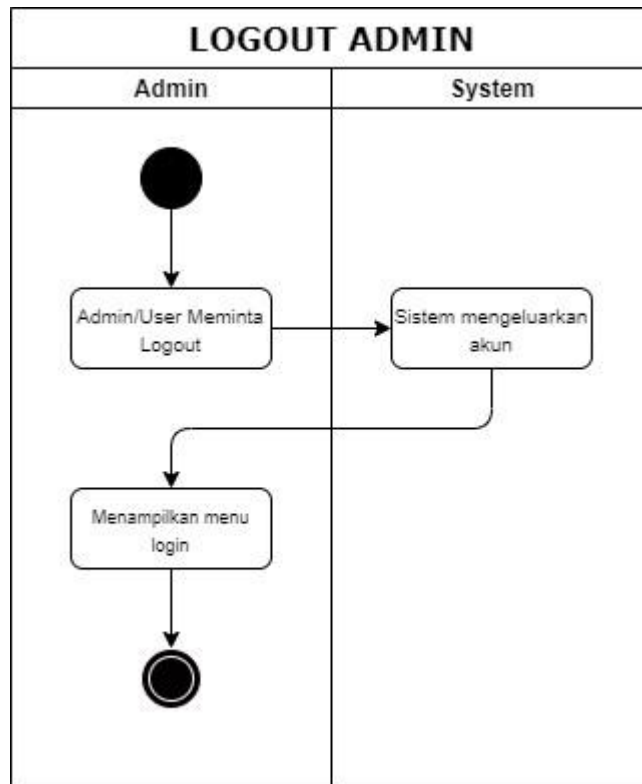 LOGOUT ADMIN
Admin
System
Admin/User Meminta
Logout
Sistem mengeluarkan
akun
Menampilkan menu
login